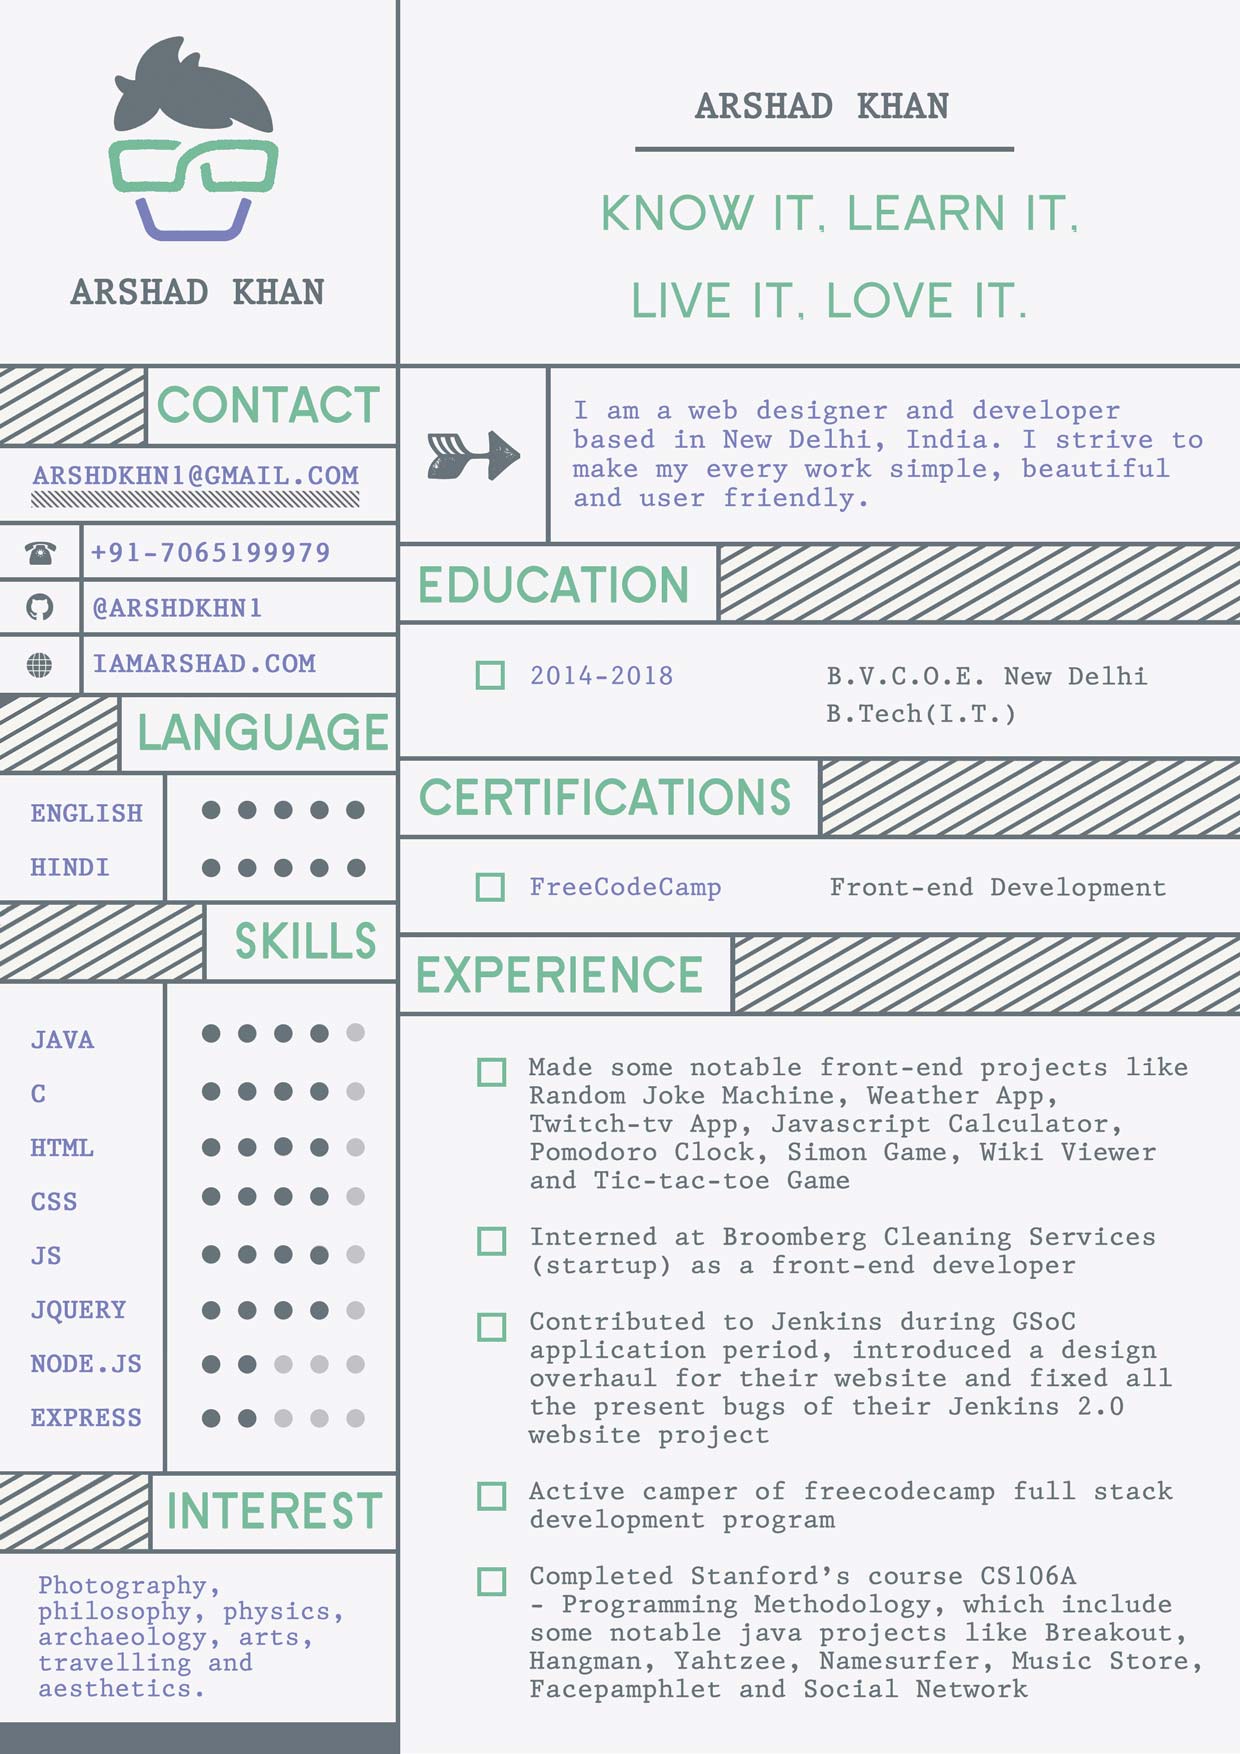 ARSHAD KHAN
CONTACT
ARSHDKHN1@GMAIL.COM
+91-7065199979
@ARSHDKHN1
IAMARSHAD.COM
LANGUAGE
ENGLISH
HINDI
SKILLS
JAVA
C
HTML
CSS
JS
JQUERY
NODE.JS
EXPRESS
INTEREST
Photography,
philosophy, physics,
archaeology, arts,
travelling and
aesthetics.
ARSHAD KHAN
KNOW IT, LEARN IT,
LIVE IT, LOVE IT.
I am a web designer and developer
based in New Delhi, India. I strive to
make my every work simple, beautiful
and user friendly.
EDUCATION
2014-2018 B.V.C.O.E. New Delhi
B.Tech(I.T.)
CERTIFICATIONS
FreeCodeCamp Front-end Development
EXPERIENCE
Made some notable front-end projects like
Random Joke Machine, Weather App,
Twitch-tv App, Javascript Calculator,
Pomodoro Clock, Simon Game, Wiki Viewer
and Tic-tac-toe Game
Interned at Broomberg Cleaning Services
(startup) as a front-end developer
Contributed to Jenkins during GSoC
application period, introduced a design
overhaul for their website and fixed all
the present bugs of their Jenkins 2.0
website project
Active camper of freecodecamp full stack
development program
Completed Stanford's course CS106A
- Programming Methodology, which include
some notable java projects like Breakout,
Hangman, Yahtzee, Namesurfer, Music Store,
Facepamphlet and Social Network